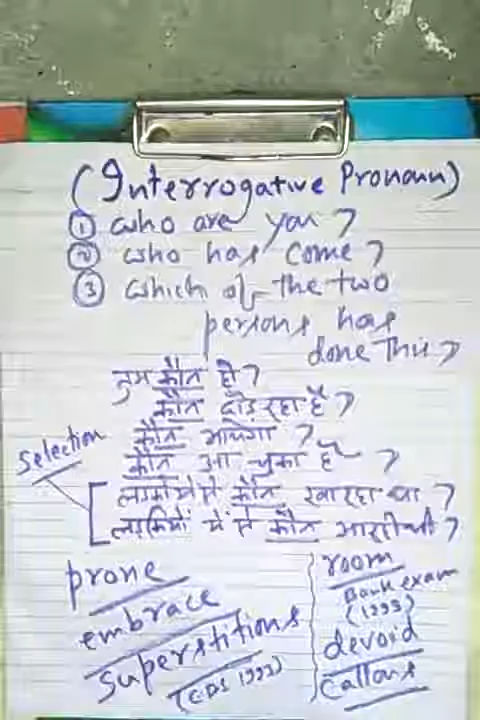 (Interrogative Pronoun)
① who are you?
② who has come?
③ which of the two
persons has
done this?
तुम कौन हो?
कौन दौड़ रहा है?
कौन आयेगा?
कौन आ चुका है?
Selection
लड़कों में से कौन खा रहा था?
लड़कियों में से कौन आती थी?
prone
embrace
superstitions
(CDS 1993)
room
Bank exam
(1993)
devoid
callous